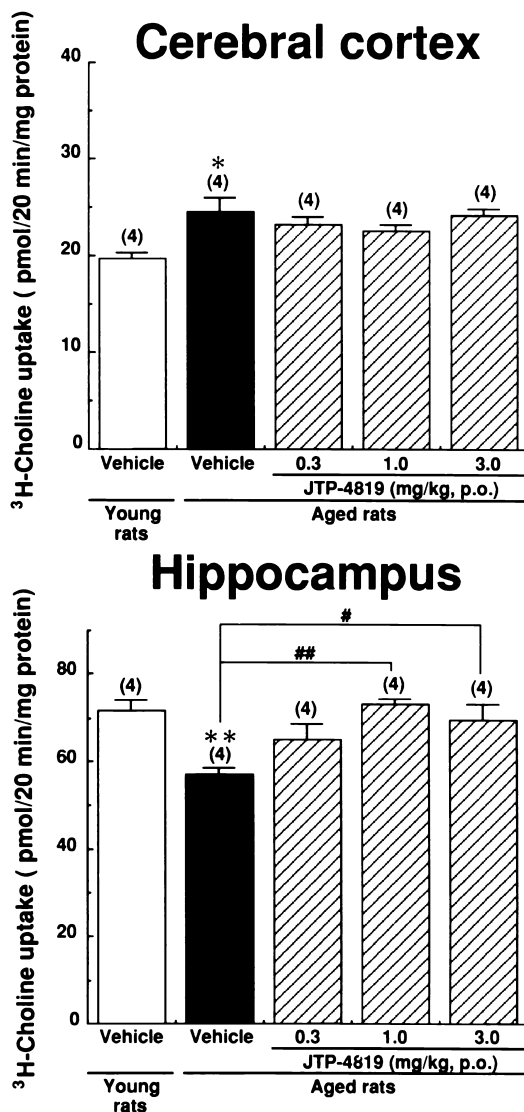 Cerebral cortex
³H-Choline uptake ( pmol/20 min/mg protein)
40
30
20
10
0
(4)
*
(4)
(4)
(4)
(4)
Vehicle Vehicle 0.3 1.0 3.0
JTP-4819 (mg/kg, p.o.)
Young
rats
Aged rats
Hippocampus
³H-Choline uptake ( pmol/20 min/mg protein)
80
60
40
20
0
#
##
(4)
**
(4)
(4)
(4)
(4)
Vehicle Vehicle 0.3 1.0 3.0
JTP-4819 (mg/kg, p.o.)
Young
rats
Aged rats